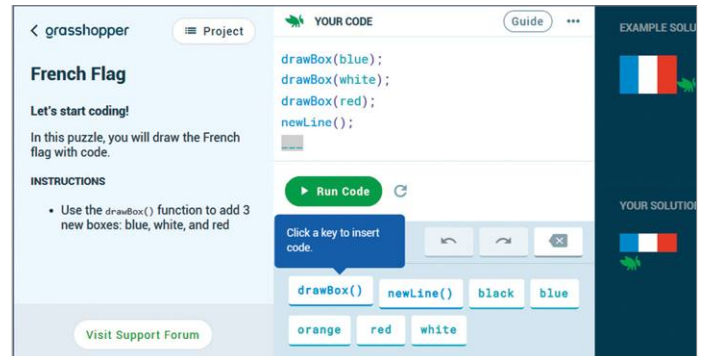 grasshopper
Project
French Flag
Let's start coding!
In this puzzle, you will draw the French
flag with code.
INSTRUCTIONS
• Use the drawBox() function to add 3
new boxes: blue, white, and red
Visit Support Forum
YOUR CODE
Guide
drawBox(blue);
drawBox(white);
drawBox(red);
newLine();
___
Run Code
Click a key to insert
code.
drawBox()
newLine()
black
blue
orange
red
white
EXAMPLE SOLU
YOUR SOLUTION